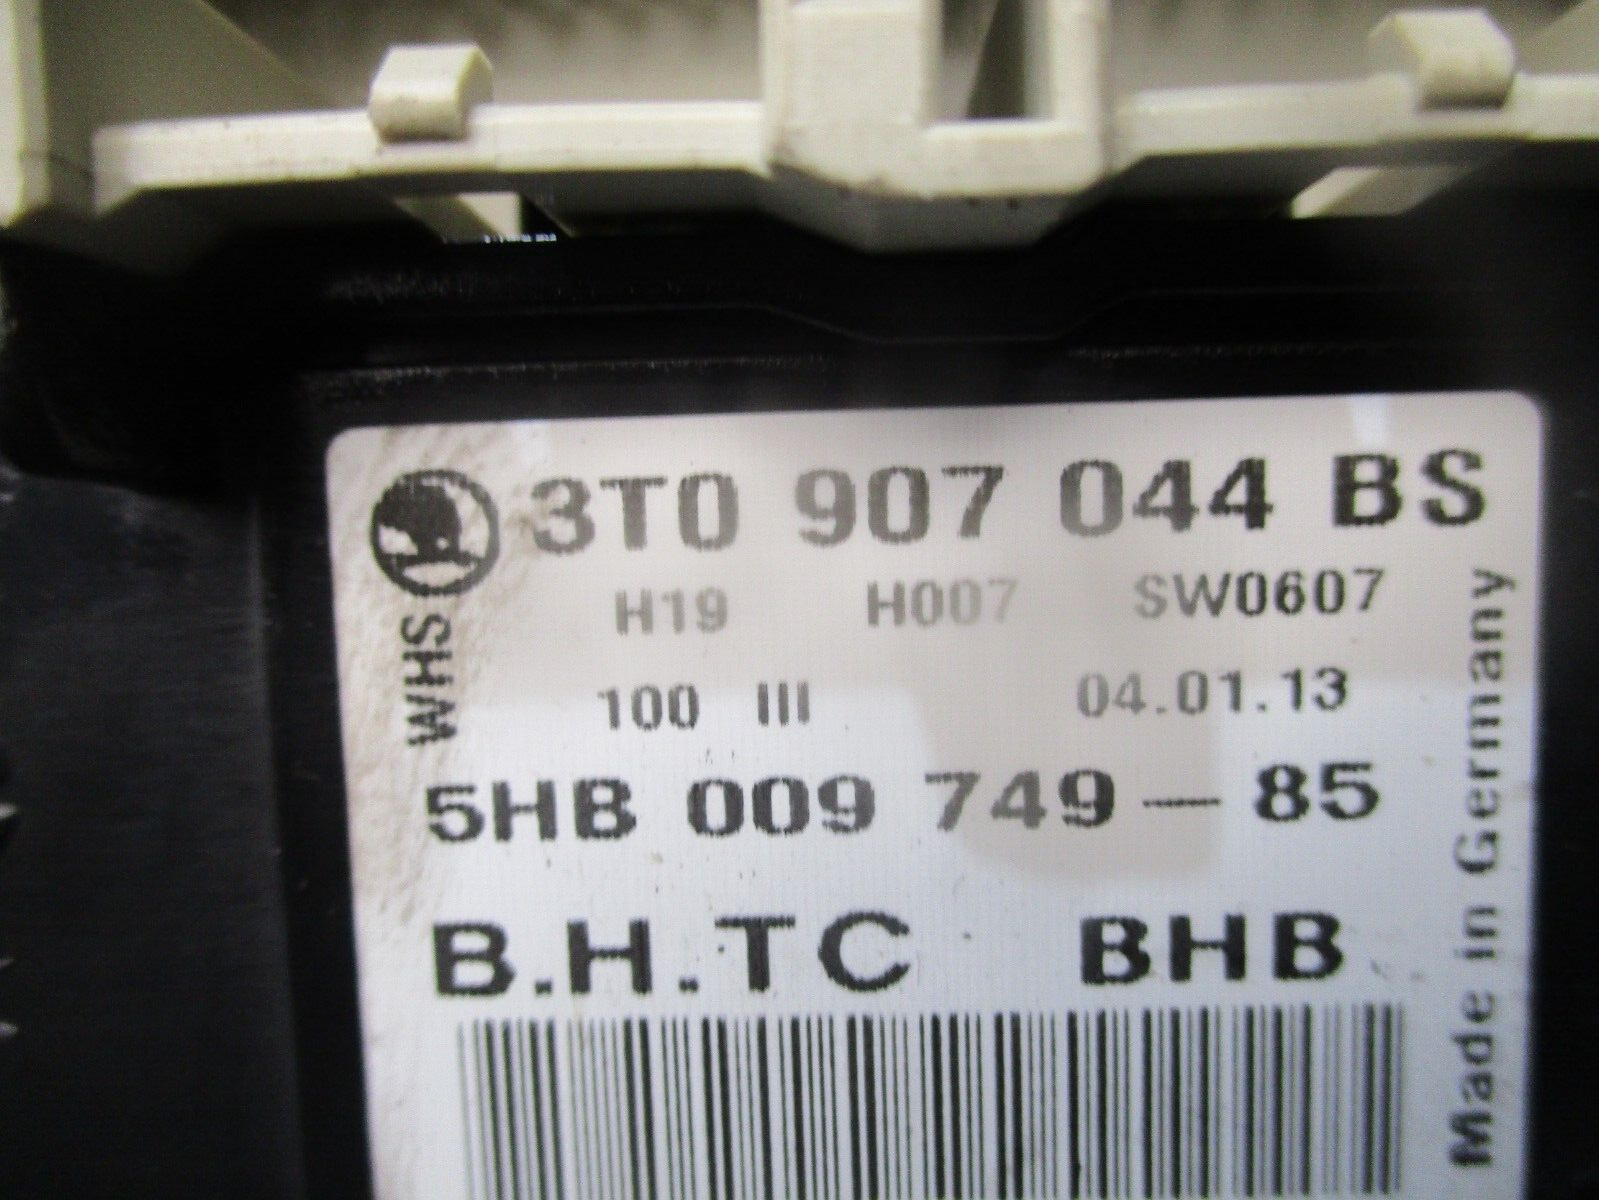 3T0 907 044 BS
H19 H007 SW0607
100 III 04.01.13
5HB 009 749-85
B.H.TC BHB
WHS
Made in Germany